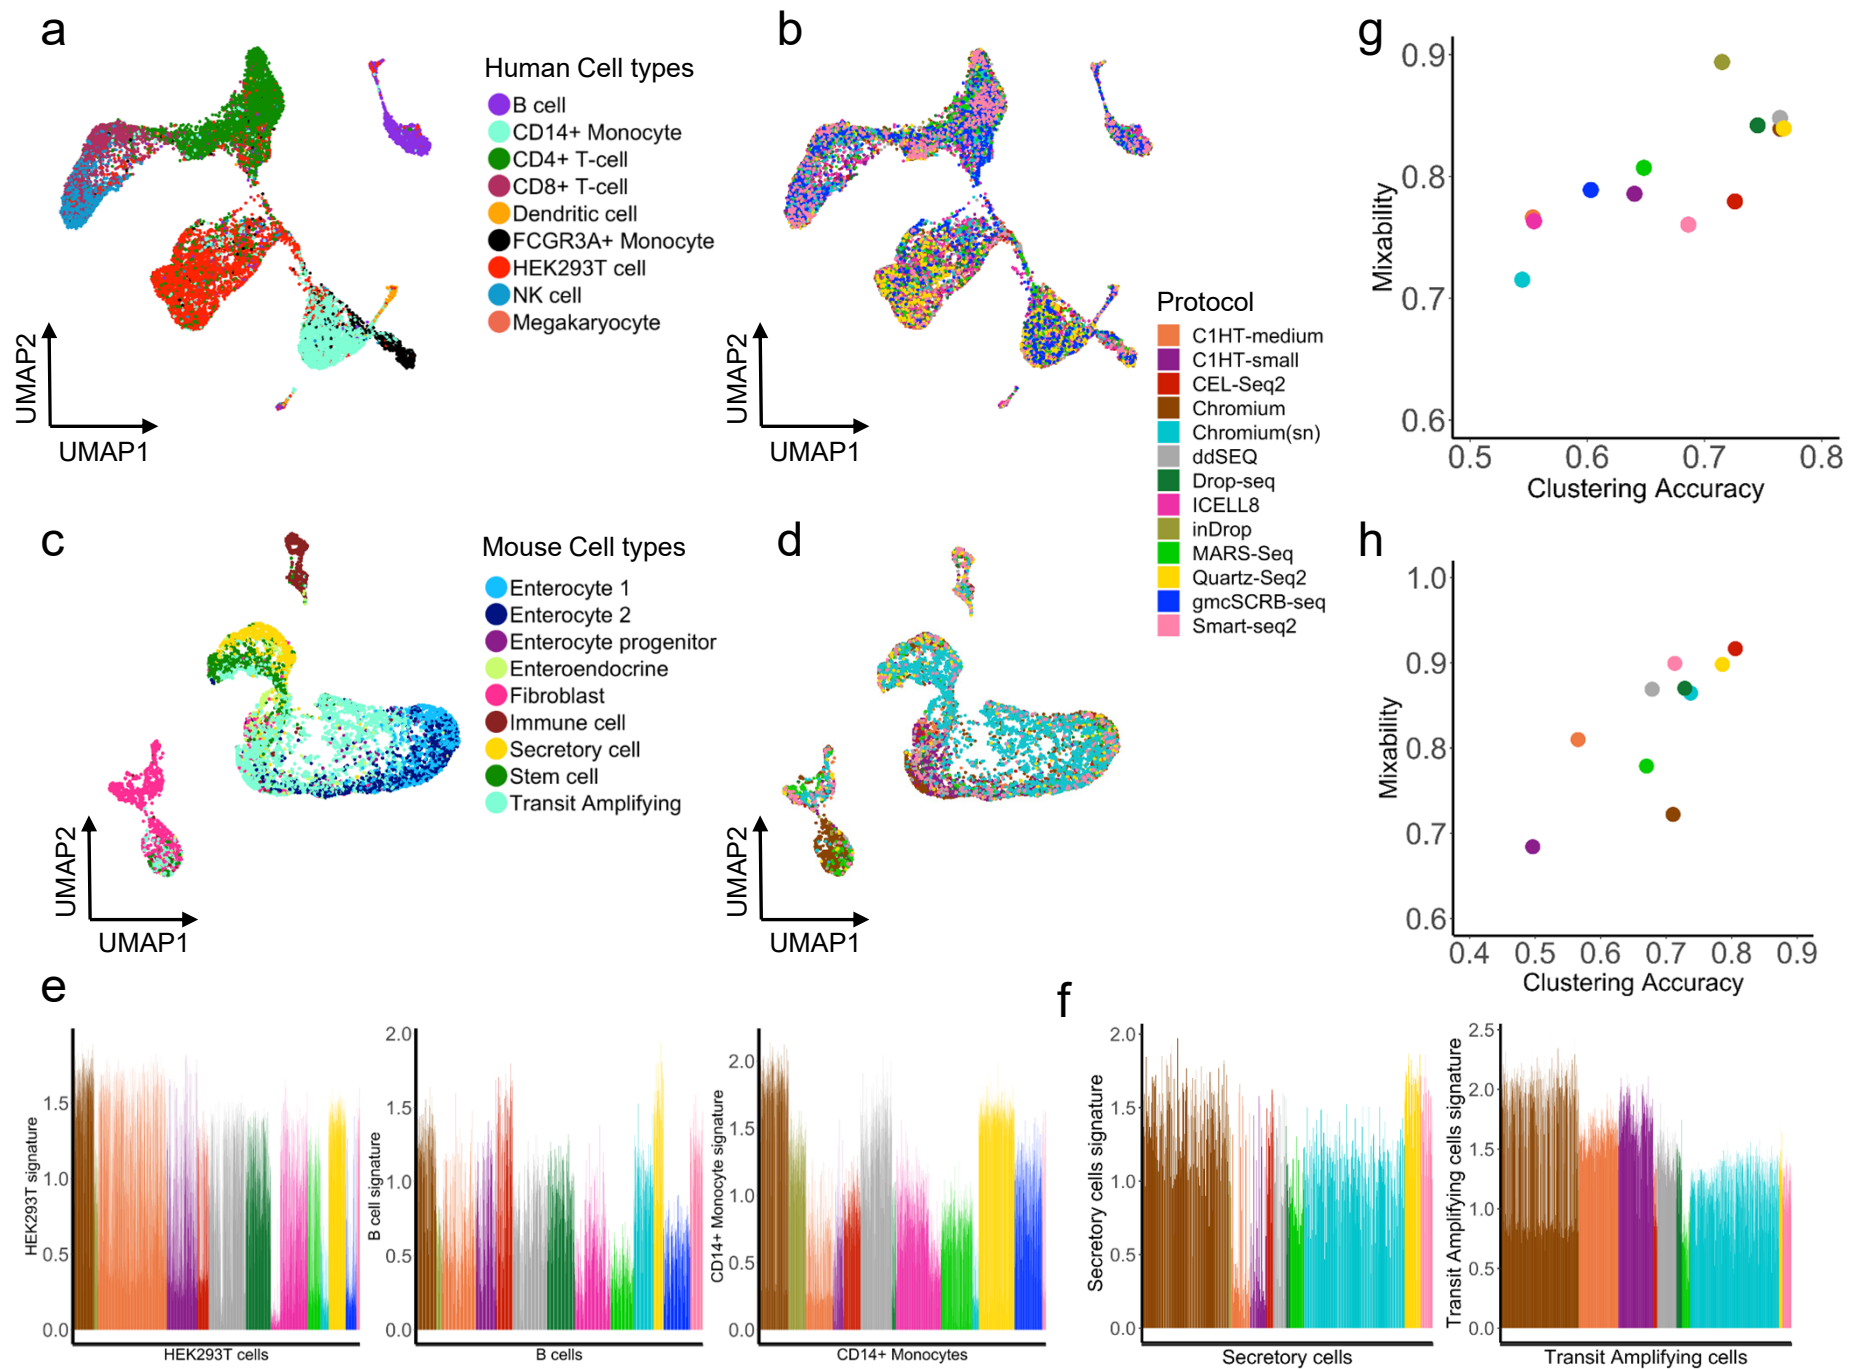 a
Human Cell types
B cell
CD14+ Monocyte
CD4+ T-cell
CD8+ T-cell
Dendritic cell
FCGR3A+ Monocyte
HEK293T cell
NK cell
Megakaryocyte
UMAP2
UMAP1
b
UMAP2
UMAP1
Protocol
C1HT-medium
C1HT-small
CEL-Seq2
Chromium
Chromium(sn)
ddSEQ
Drop-seq
ICELL8
inDrop
MARS-Seq
Quartz-Seq2
gmcSCRB-seq
Smart-seq2
g
Mixability
0.9
0.8
0.7
0.6
0.5 0.6 0.7 0.8
Clustering Accuracy
c
Mouse Cell types
Enterocyte 1
Enterocyte 2
Enterocyte progenitor
Enteroendocrine
Fibroblast
Immune cell
Secretory cell
Stem cell
Transit Amplifying
UMAP2
UMAP1
d
UMAP2
UMAP1
h
Mixability
1.0
0.9
0.8
0.7
0.6
0.4 0.5 0.6 0.7 0.8 0.9
Clustering Accuracy
e
HEK293T signature
1.5
1.0
0.5
0.0
HEK293T cells
B cell signature
2.0
1.5
1.0
0.5
0.0
B cells
CD14+ Monocyte signature
2.0
1.5
1.0
0.5
0.0
CD14+ Monocytes
f
Secretory cells signature
2.0
1.5
1.0
0.5
0.0
Secretory cells
Transit Amplifying cells signature
2.5
2.0
1.5
1.0
0.5
0.0
Transit Amplifying cells